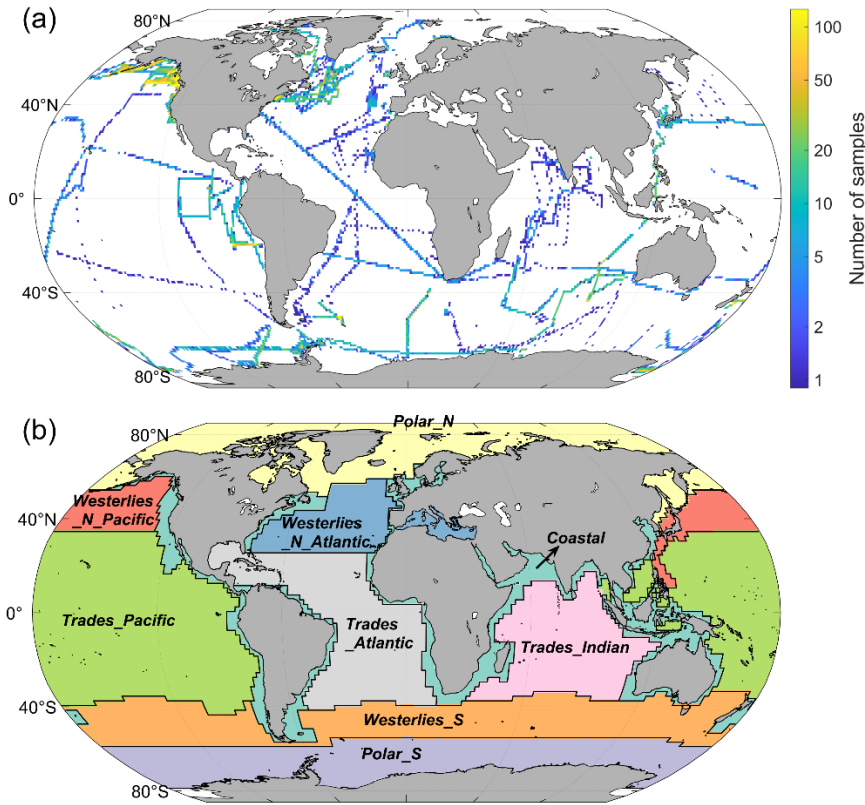 (a)
80°N
40°N
0°
40°S
80°S
100
50
20
10
5
2
1
Number of samples
(b)
Polar_N
80°N
40°N
Westerlies
_N_Pacific
Westerlies
_N_Atlantic
Coastal
0°
Trades_Pacific
Trades
_Atlantic
Trades_Indian
40°S
Westerlies_S
Polar_S
80°S